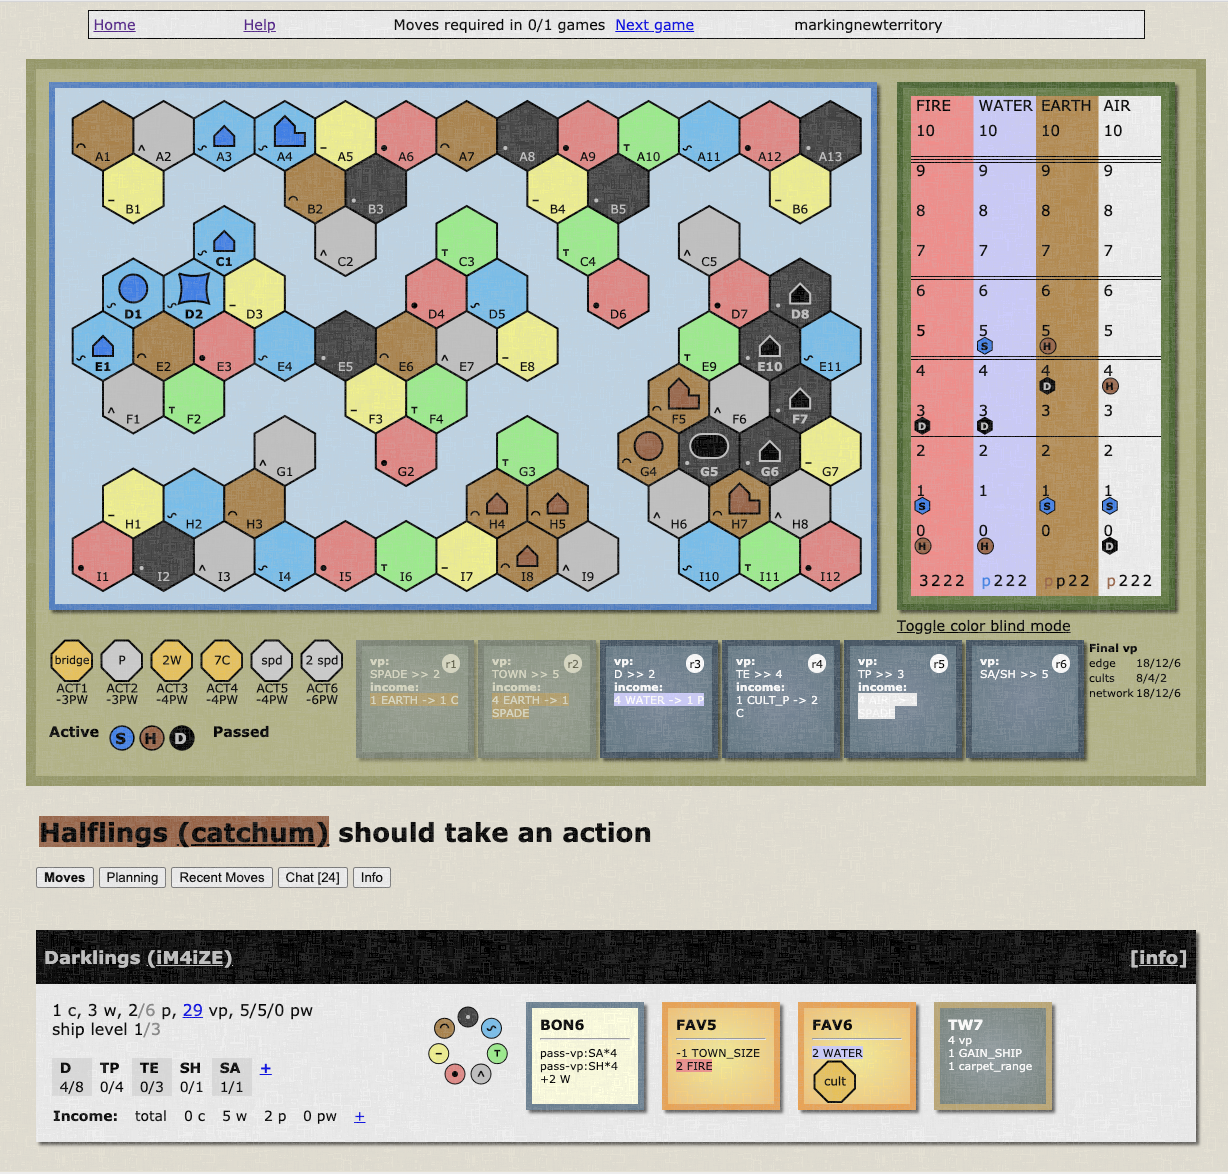 Home Help Moves required in 0/1 games Next game markingnewterritory
A1 A2 A3 A4 A5 A6 A7 A8 A9 A10 A11 A12 A13
B1 B2 B3 B4 B5 B6
C1 C2 C3 C4 C5
D1 D2 D3 D4 D5 D6 D7 D8
E1 E2 E3 E4 E5 E6 E7 E8 E9 E10 E11
F1 F2 F3 F4 F5 F6 F7
G1 G2 G3 G4 G5 G6 G7
H1 H2 H3 H4 H5 H6 H7 H8
I1 I2 I3 I4 I5 I6 I7 I8 I9 I10 I11 I12
FIRE WATER EARTH AIR
10 10 10 10
9 9 9 9
8 8 8 8
7 7 7 7
6 6 6 6
5 5 5 5
S H
4 4 4 4
D H
3 3 3 3
D D
2 2 2 2
1 1 1 1
S S S
0 0 0 0
H H D
3222 p222 pp22 p222
Toggle color blind mode
bridge P 2W 7C spd 2 spd
ACT1 ACT2 ACT3 ACT4 ACT5 ACT6
-3PW -3PW -4PW -4PW -4PW -6PW
Active S H D Passed
r1
vp:
SPADE >> 2
income:
1 EARTH -> 1 C
r2
vp:
TOWN >> 5
income:
4 EARTH -> 1
SPADE
r3
vp:
D >> 2
income:
4 WATER -> 1 P
r4
vp:
TE >> 4
income:
1 CULT_P -> 2
C
r5
vp:
TP >> 3
income:
4 AIR -> 1
SPADE
r6
vp:
SA/SH >> 5
Final vp
edge 18/12/6
cults 8/4/2
network 18/12/6
Halflings (catchum) should take an action
Moves Planning Recent Moves Chat [24] Info
Darklings (iM4iZE) [info]
1 c, 3 w, 2/6 p, 29 vp, 5/5/0 pw
ship level 1/3
D TP TE SH SA +
4/8 0/4 0/3 0/1 1/1
Income: total 0 c 5 w 2 p 0 pw +
BON6
pass-vp:SA*4
pass-vp:SH*4
+2 W
FAV5
-1 TOWN_SIZE
2 FIRE
FAV6
2 WATER
cult
TW7
4 vp
1 GAIN_SHIP
1 carpet_range